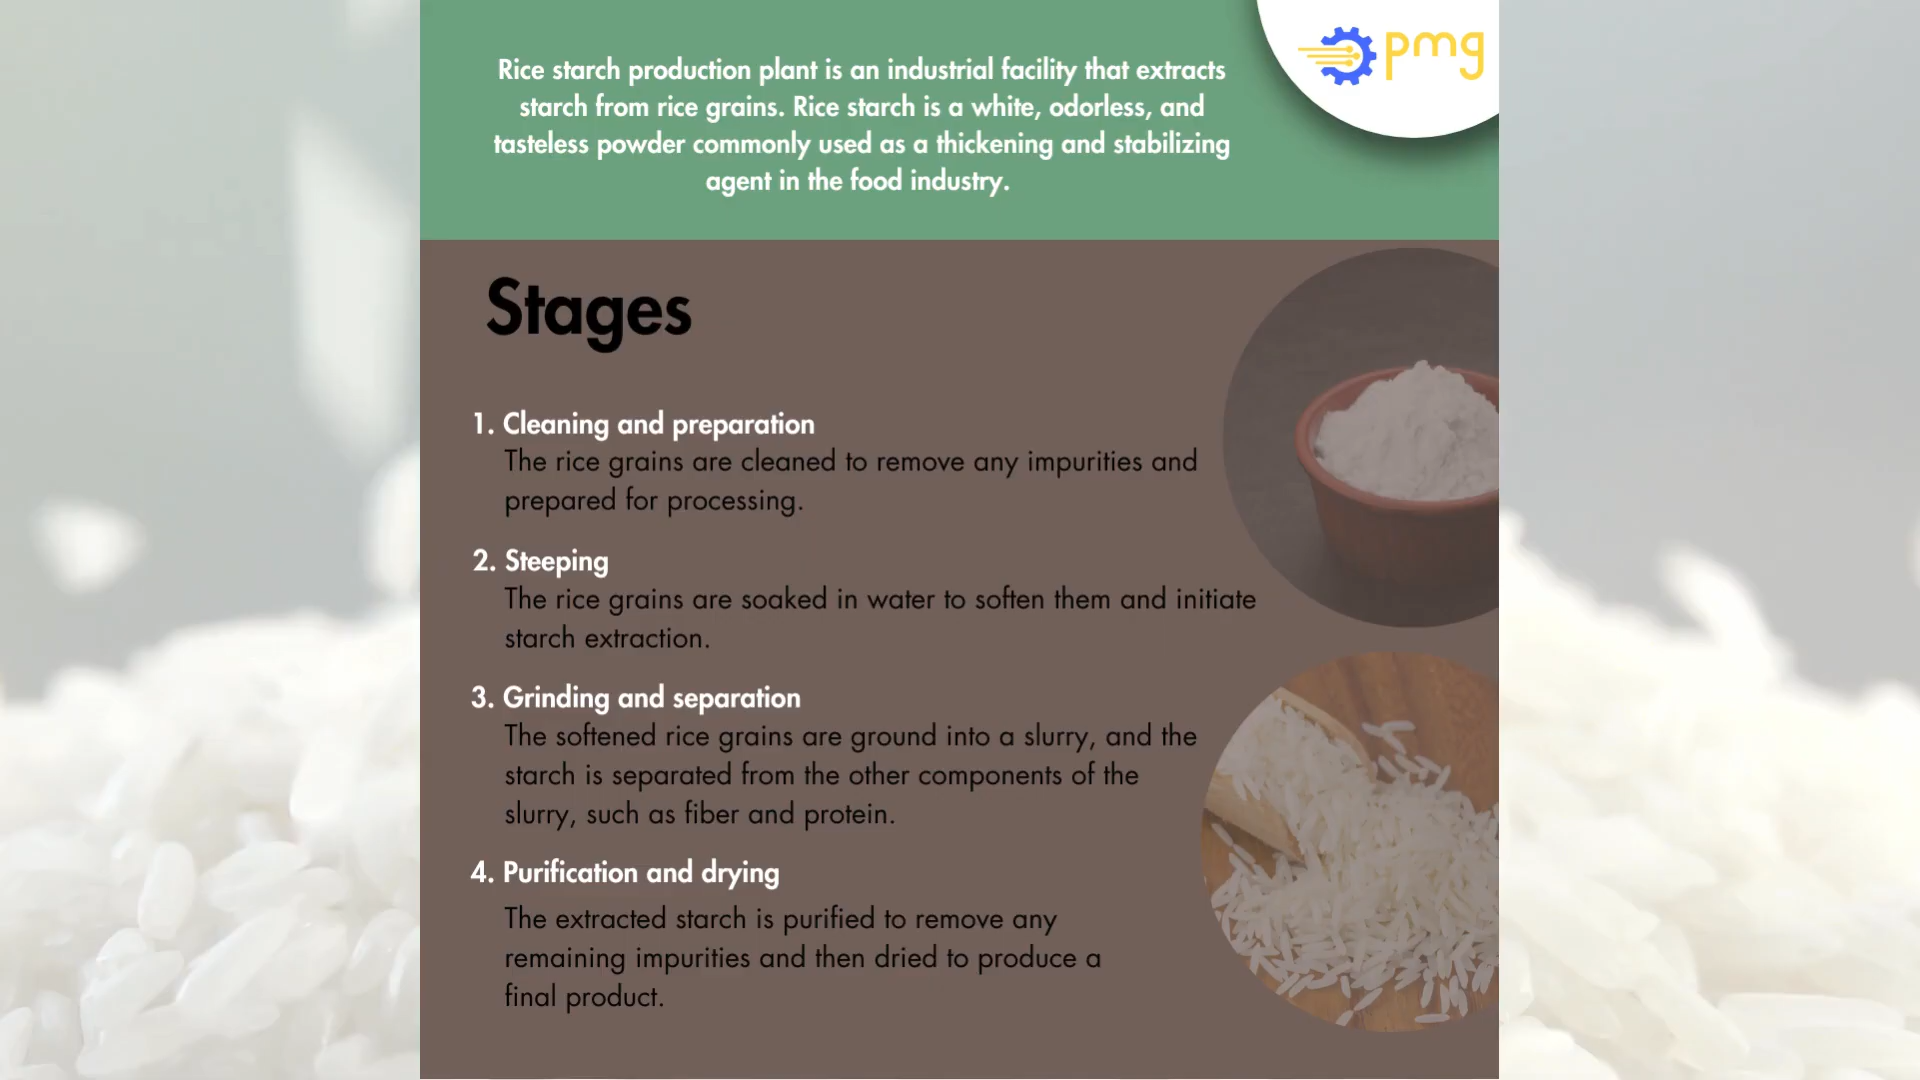 Rice starch production plant is an industrial facility that extracts
starch from rice grains. Rice starch is a white, odorless, and
tasteless powder commonly used as a thickening and stabilizing
agent in the food industry.
pmg
Stages
1. Cleaning and preparation
The rice grains are cleaned to remove any impurities and
prepared for processing.
2. Steeping
The rice grains are soaked in water to soften them and initiate
starch extraction.
3. Grinding and separation
The softened rice grains are ground into a slurry, and the
starch is separated from the other components of the
slurry, such as fiber and protein.
4. Purification and drying
The extracted starch is purified to remove any
remaining impurities and then dried to produce a
final product.